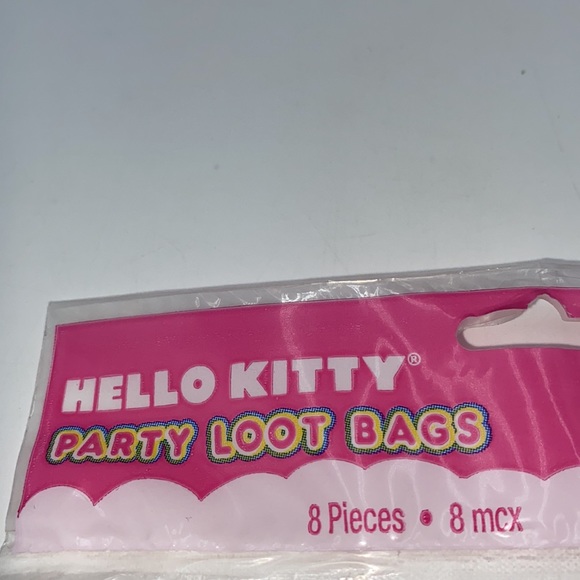 HELLO KITTY®
PARTY LOOT BAGS
8 Pieces • 8 mcx